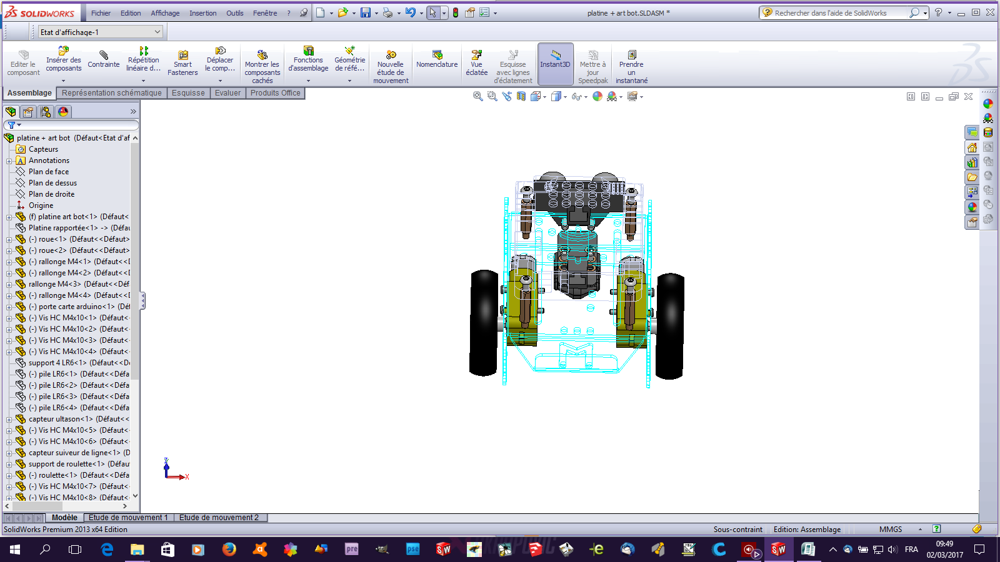 SOLIDWORKS Fichier Edition Affichage Insertion Outils Fenêtre ? platine + art bot.SLDASM * Rechercher dans l'aide de SolidWorks ?
Etat d'affichage-1
Editer le composant
Insérer des composants
Contrainte
Répétition linéaire d...
Smart Fasteners
Déplacer le comp...
Montrer les composants cachés
Fonctions d'assemblage
Géométrie de réfé...
Nouvelle étude de mouvement
Nomenclature
Vue éclatée
Esquisse avec lignes d'éclatement
Instant3D
Mettre à jour Speedpak
Prendre un instantané
Assemblage Représentation schématique Esquisse Evaluer Produits Office
platine + art bot (Défaut<Etat d'af
Capteurs
Annotations
Plan de face
Plan de dessus
Plan de droite
Origine
(f) platine art bot<1> (Défaut<
Platine rapportée<1> -> (Défau
(-) roue<1> (Défaut<<Défaut>
(-) roue<2> (Défaut<<Défaut>
(-) rallonge M4<1> (Défaut<<D
(-) rallonge M4<2> (Défaut<<D
rallonge M4<3> (Défaut<<Défa
(-) rallonge M4<4> (Défaut<<D
(-) porte carte arduino<1> (Déf
(-) Vis HC M4x10<1> (Défaut<
(-) Vis HC M4x10<2> (Défaut<
(-) Vis HC M4x10<3> (Défaut<
(-) Vis HC M4x10<4> (Défaut<
support 4 LR6<1> (Défaut<<Dé
(-) pile LR6<1> (Défaut<<Défa
(-) pile LR6<2> (Défaut<<Défa
(-) pile LR6<3> (Défaut<<Défa
(-) pile LR6<4> (Défaut<<Défa
capteur ultason<1> (Défaut<<
(-) Vis HC M4x10<5> (Défaut<
(-) Vis HC M4x10<6> (Défaut<
capteur suiveur de ligne<1> (D
support de roulette<1> (Défau
(-) roulette<1> (Défaut<<Défa
(-) Vis HC M4x10<7> (Défaut<
(-) Vis HC M4x10<8> (Défaut<
Z
X
Modèle Etude de mouvement 1 Etude de mouvement 2
SolidWorks Premium 2013 x64 Edition Sous-contraint Edition: Assemblage MMGS ?
pre pse SW SW FRA 09:49
02/03/2017